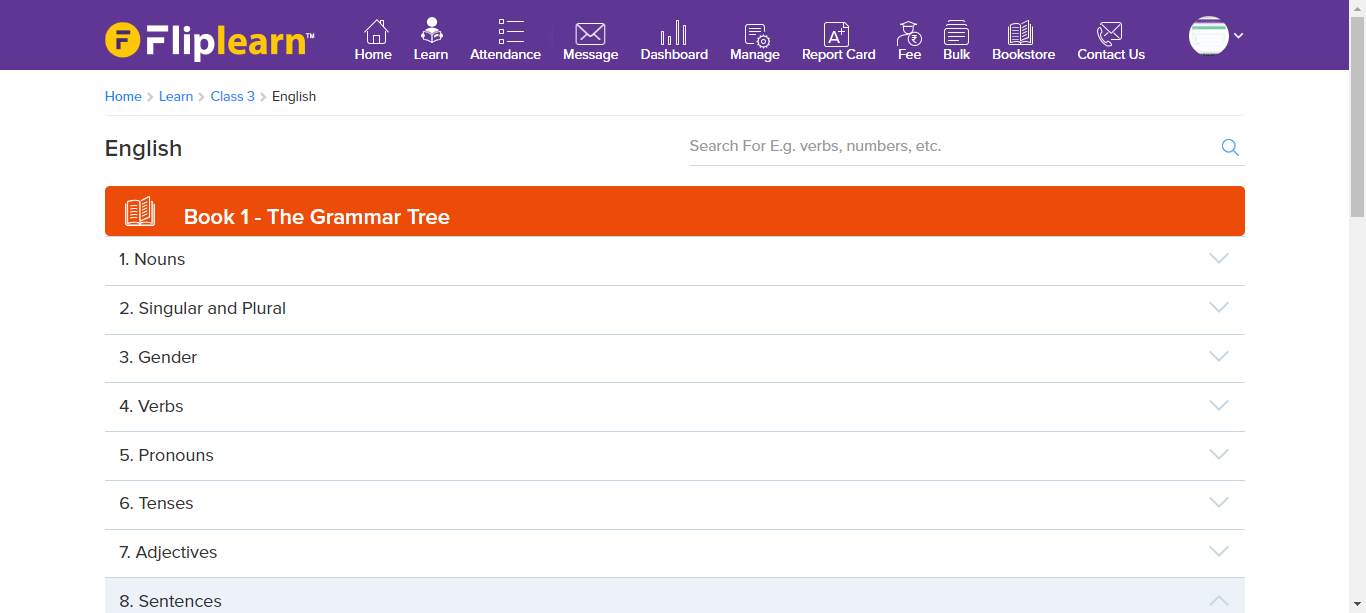 Fliplearn™
Home Learn Attendance Message Dashboard Manage Report Card Fee Bulk Bookstore Contact Us
Home > Learn > Class 3 > English
English
Search For E.g. verbs, numbers, etc.
Book 1 - The Grammar Tree
1. Nouns
2. Singular and Plural
3. Gender
4. Verbs
5. Pronouns
6. Tenses
7. Adjectives
8. Sentences